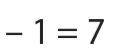 – 1 = 7